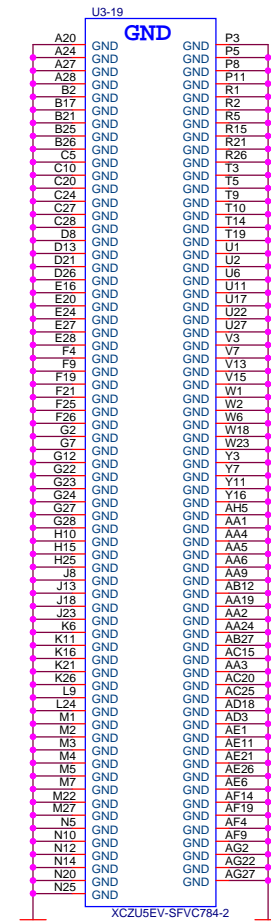 U3-19
GND
A20 GND GND P3
A24 GND GND P5
A27 GND GND P8
A28 GND GND P11
B2 GND GND R1
B17 GND GND R2
B21 GND GND R5
B25 GND GND R15
B26 GND GND R21
C5 GND GND R26
C10 GND GND T3
C20 GND GND T5
C24 GND GND T9
C27 GND GND T10
C28 GND GND T14
D8 GND GND T19
D13 GND GND U1
D21 GND GND U2
D26 GND GND U6
E16 GND GND U11
E20 GND GND U17
E24 GND GND U22
E27 GND GND U27
E28 GND GND V3
F4 GND GND V7
F9 GND GND V13
F19 GND GND V15
F21 GND GND W1
F25 GND GND W2
F26 GND GND W6
G2 GND GND W18
G7 GND GND W23
G12 GND GND Y3
G22 GND GND Y7
G23 GND GND Y11
G24 GND GND Y16
G27 GND GND AH5
G28 GND GND AA1
H10 GND GND AA4
H15 GND GND AA5
H25 GND GND AA6
J8 GND GND AA9
J13 GND GND AB12
J18 GND GND AA19
J23 GND GND AA2
K6 GND GND AA24
K11 GND GND AB27
K16 GND GND AC15
K21 GND GND AA3
K26 GND GND AC20
L9 GND GND AC25
L24 GND GND AD18
M1 GND GND AD3
M2 GND GND AE1
M3 GND GND AE11
M4 GND GND AE21
M5 GND GND AE26
M7 GND GND AE6
M22 GND GND AF14
M27 GND GND AF19
N5 GND GND AF4
N10 GND GND AF9
N12 GND GND AG2
N14 GND GND AG22
N20 GND GND AG27
N25 GND
XCZU5EV-SFVC784-2